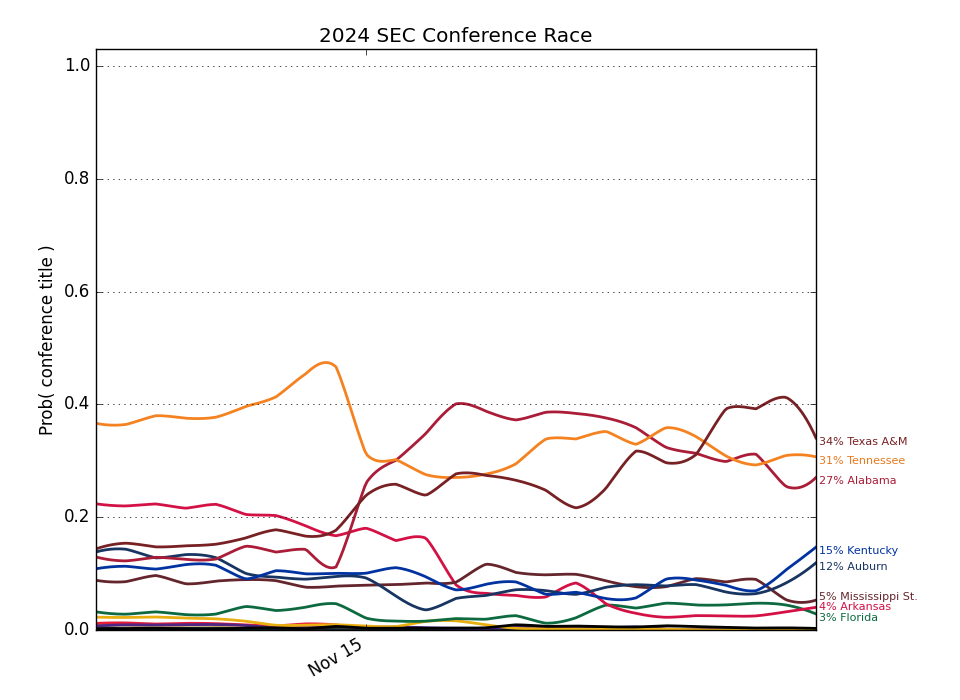 2024 SEC Conference Race
Prob( conference title )
1.0
0.8
0.6
0.4
0.2
0.0
Nov 15
34% Texas A&M
31% Tennessee
27% Alabama
15% Kentucky
12% Auburn
5% Mississippi St.
4% Arkansas
3% Florida